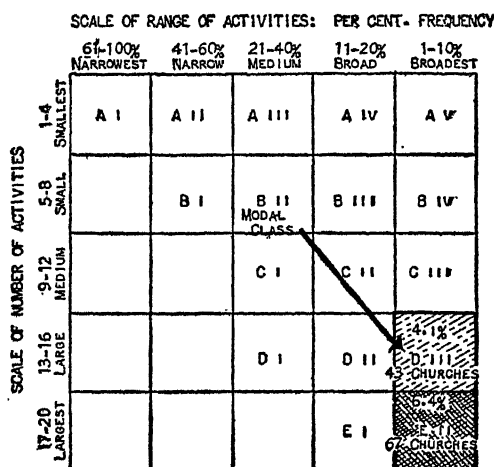 SCALE OF RANGE OF ACTIVITIES: PER CENT. FREQUENCY
61-100% 41-60% 21-40% 11-20% 1-10%
NARROWEST NARROW MEDIUM BROAD BROADEST
SCALE OF NUMBER OF ACTIVITIES
1-4
SMALLEST
A I A II A III A IV A V
5-8
SMALL
B I B II B III B IV
MODAL
CLASS
9-12
MEDIUM
C I C II C III
13-16
LARGE
4.1%
D I D II D III
43 CHURCHES
17-20
LARGEST
6.4%
E I E II
67 CHURCHES